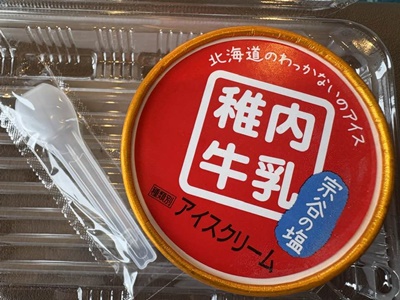 北海道のわっかないのアイス
稚内
牛乳
宗谷の塩
種類別
アイスクリーム